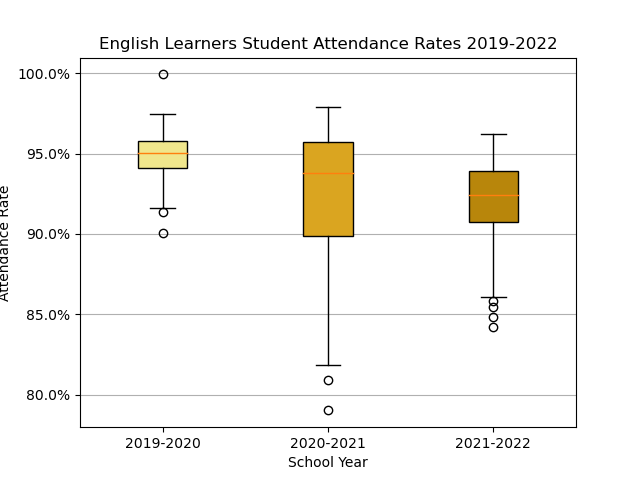 English Learners Student Attendance Rates 2019-2022
100.0%
95.0%
90.0%
85.0%
80.0%
Attendance Rate
2019-2020
2020-2021
2021-2022
School Year